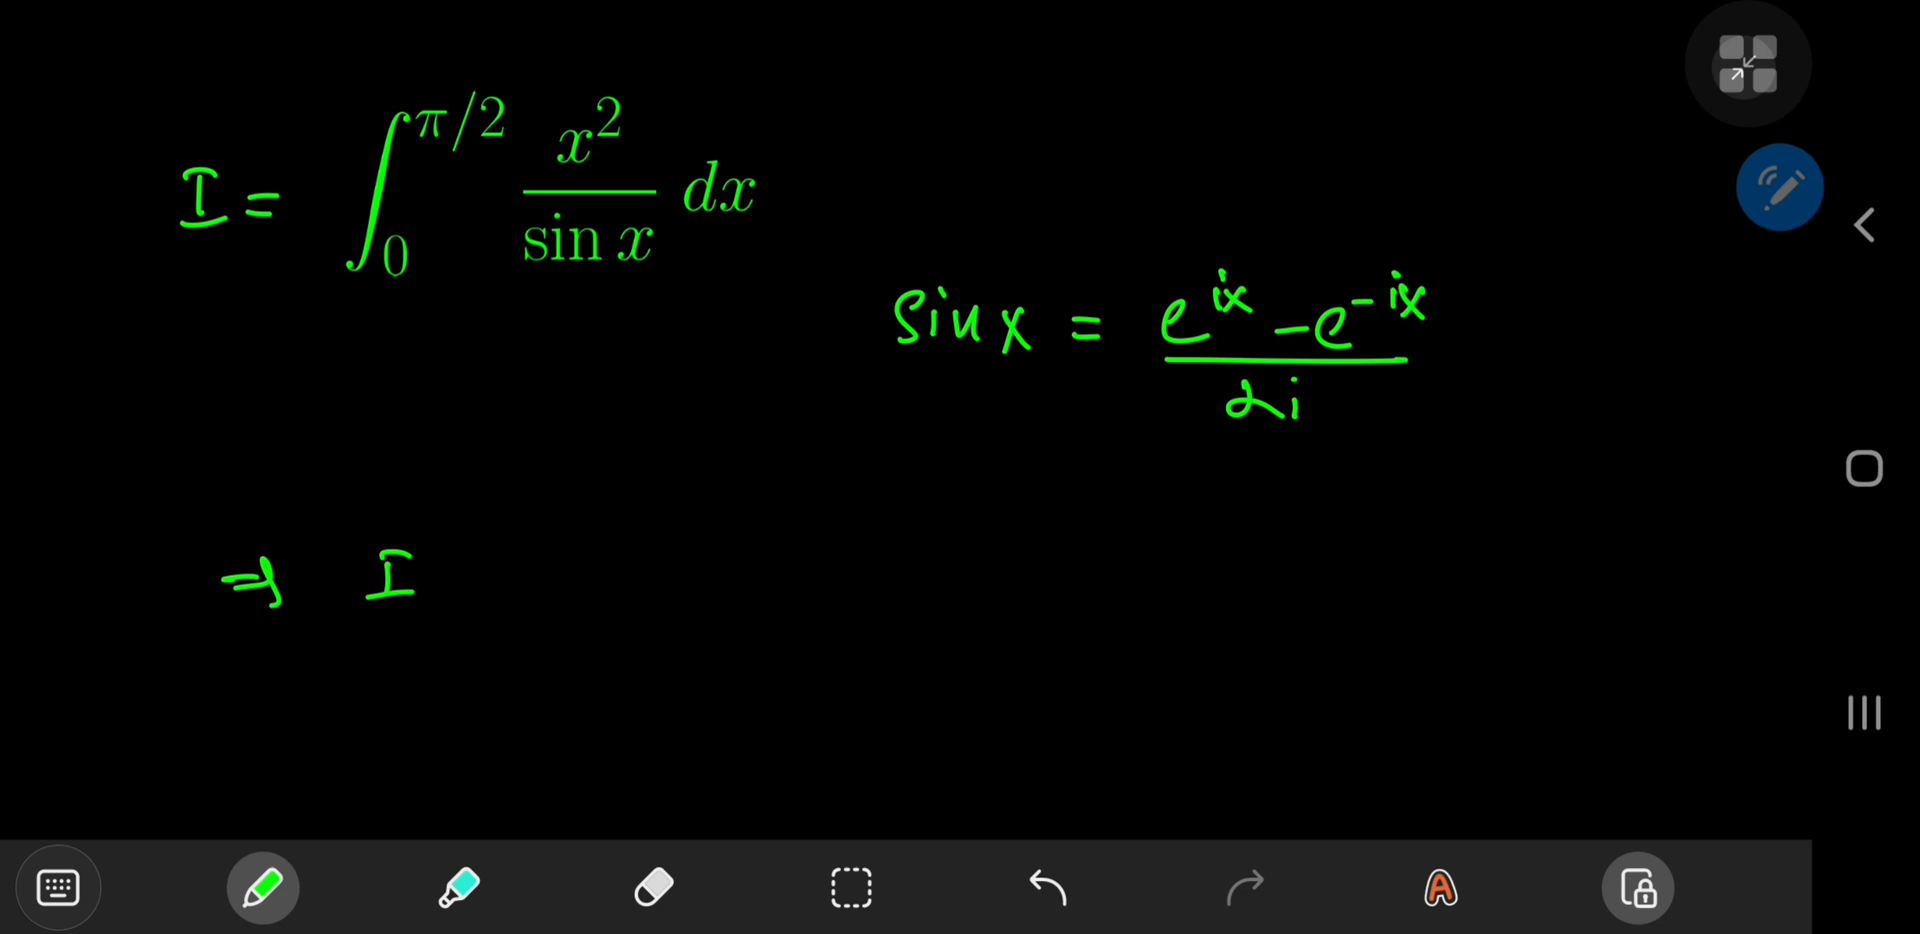 I = ∫₀^{π/2} x²/sin x dx
sin x = (e^{ix} - e^{-ix})/2i
⇒ I